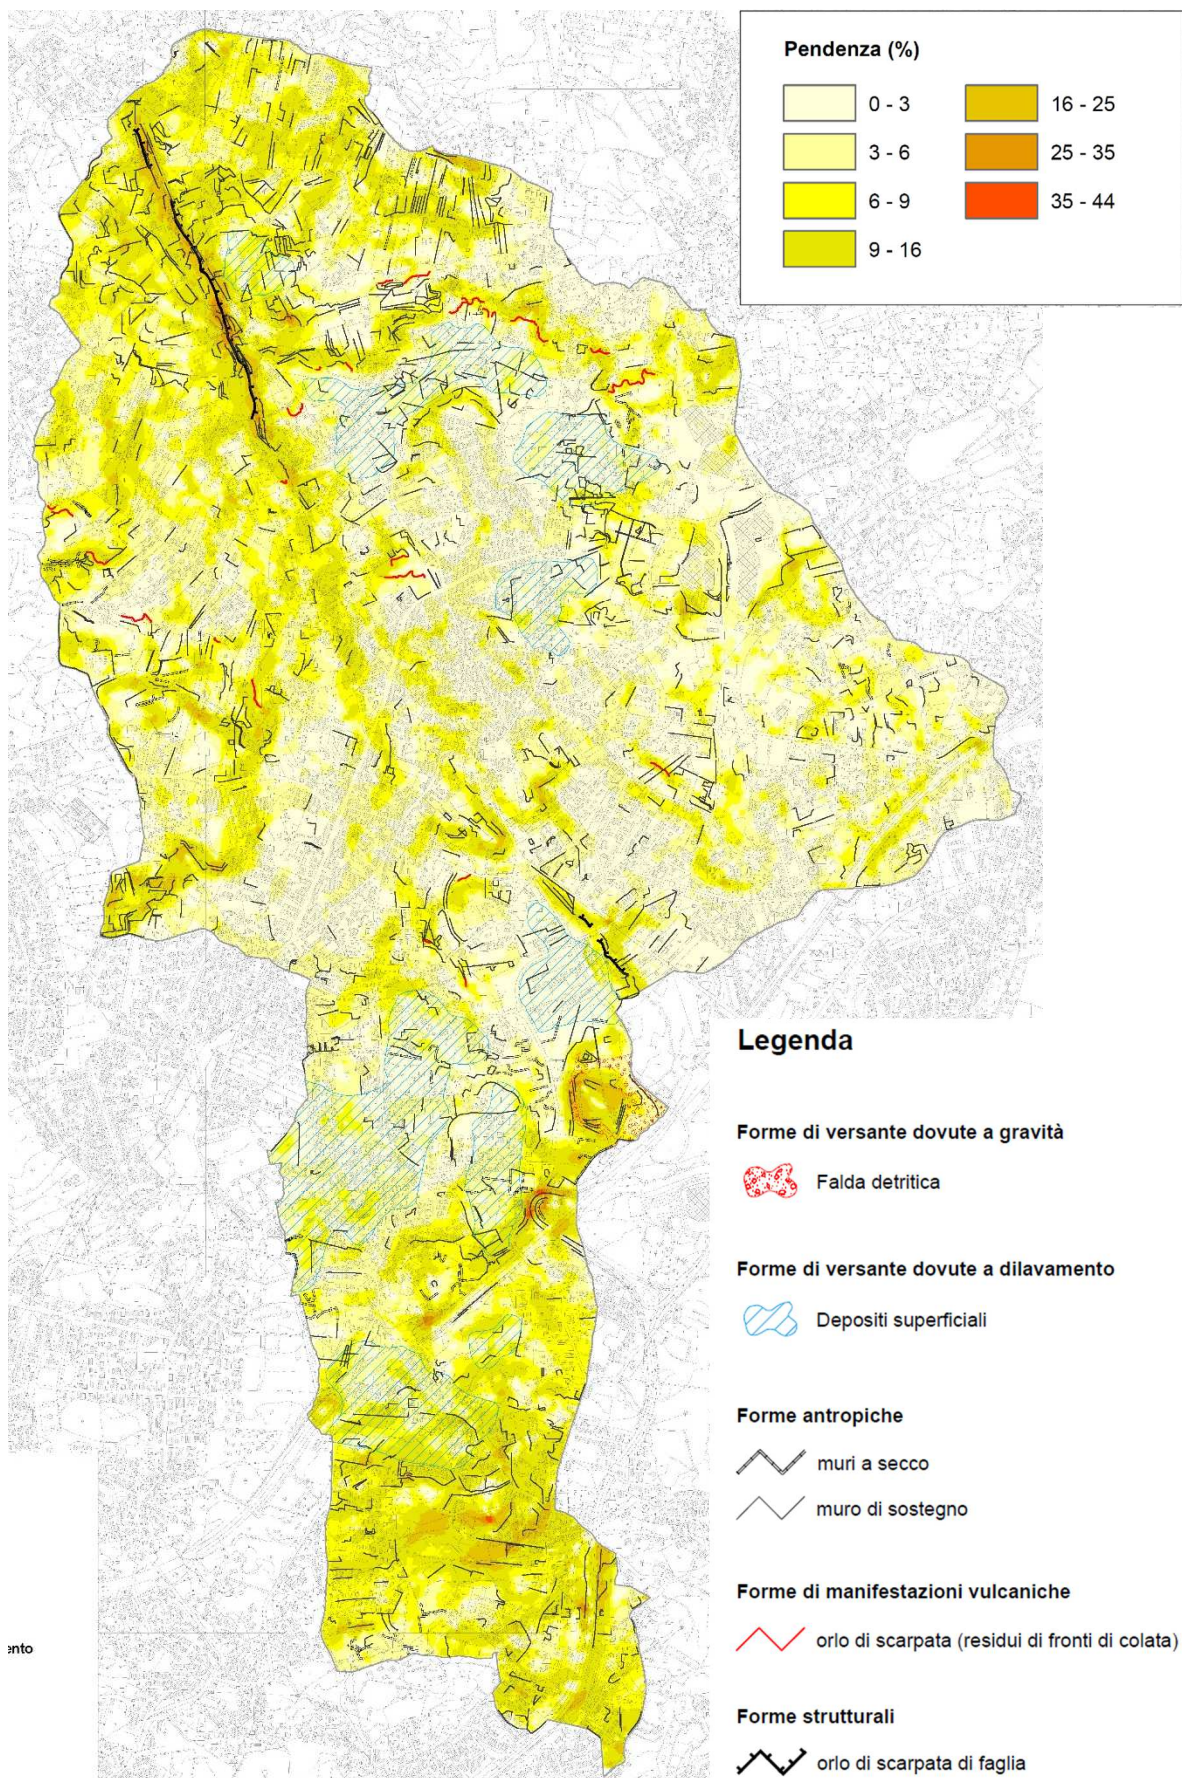 Pendenza (%)
0 - 3
16 - 25
3 - 6
25 - 35
6 - 9
35 - 44
9 - 16
Legenda
Forme di versante dovute a gravità
Falda detritica
Forme di versante dovute a dilavamento
Depositi superficiali
Forme antropiche
muri a secco
muro di sostegno
Forme di manifestazioni vulcaniche
ento
orlo di scarpata (residui di fronti di colata)
Forme strutturali
orlo di scarpata di faglia